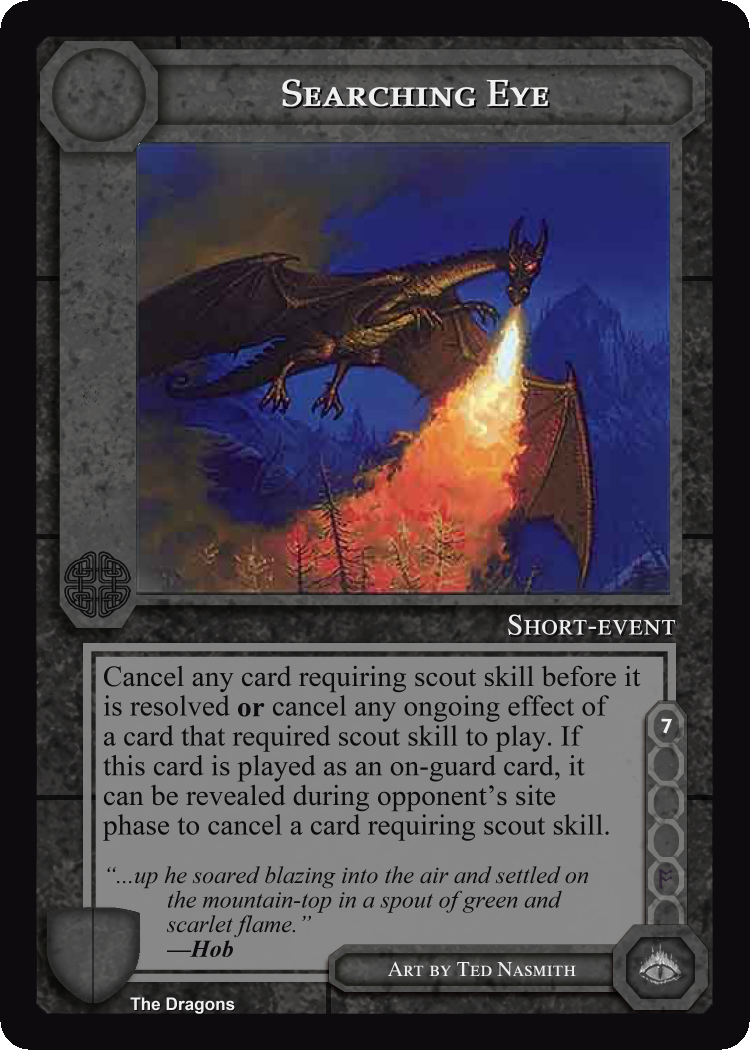 Searching Eye
Short-event
Cancel any card requiring scout skill before it
is resolved or cancel any ongoing effect of
a card that required scout skill to play. If
this card is played as an on-guard card, it
can be revealed during opponent’s site
phase to cancel a card requiring scout skill.
7
“...up he soared blazing into the air and settled on
the mountain-top in a spout of green and
scarlet flame.”
—Hob
Art by Ted Nasmith
The Dragons